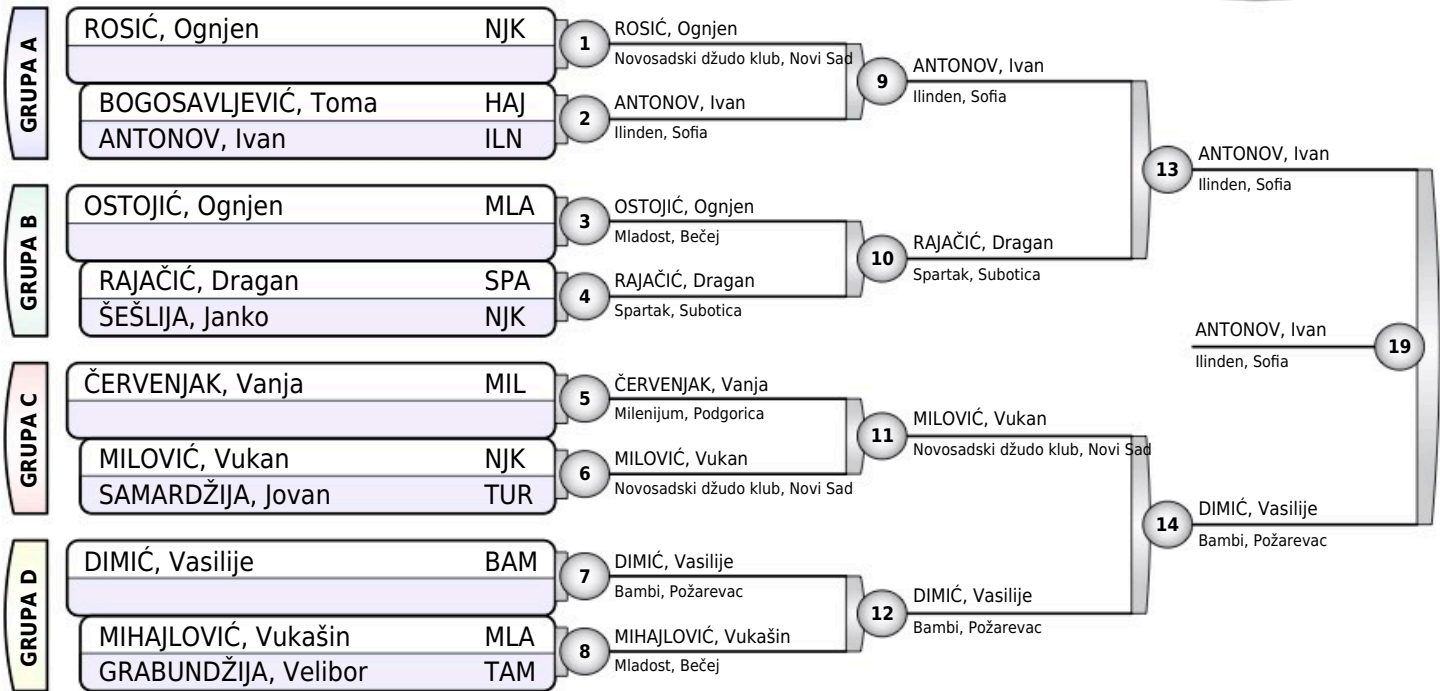 GRUPA A
ROSIĆ, Ognjen NJK
BOGOSAVLJEVIĆ, Toma HAJ
ANTONOV, Ivan ILN
GRUPA B
OSTOJIĆ, Ognjen MLA
RAJAČIĆ, Dragan SPA
ŠEŠLIJA, Janko NJK
GRUPA C
ČERVENJAK, Vanja MIL
MILOVIĆ, Vukan NJK
SAMARDŽIJA, Jovan TUR
GRUPA D
DIMIĆ, Vasilije BAM
MIHAJLOVIĆ, Vukašin MLA
GRABUNDŽIJA, Velibor TAM
1
ROSIĆ, Ognjen
Novosadski džudo klub, Novi Sad
2
ANTONOV, Ivan
Ilinden, Sofia
3
OSTOJIĆ, Ognjen
Mladost, Bečej
4
RAJAČIĆ, Dragan
Spartak, Subotica
5
ČERVENJAK, Vanja
Milenijum, Podgorica
6
MILOVIĆ, Vukan
Novosadski džudo klub, Novi Sad
7
DIMIĆ, Vasilije
Bambi, Požarevac
8
MIHAJLOVIĆ, Vukašin
Mladost, Bečej
9
ANTONOV, Ivan
Ilinden, Sofia
10
RAJAČIĆ, Dragan
Spartak, Subotica
11
MILOVIĆ, Vukan
Novosadski džudo klub, Novi Sad
12
DIMIĆ, Vasilije
Bambi, Požarevac
13
ANTONOV, Ivan
Ilinden, Sofia
14
DIMIĆ, Vasilije
Bambi, Požarevac
ANTONOV, Ivan
Ilinden, Sofia
19